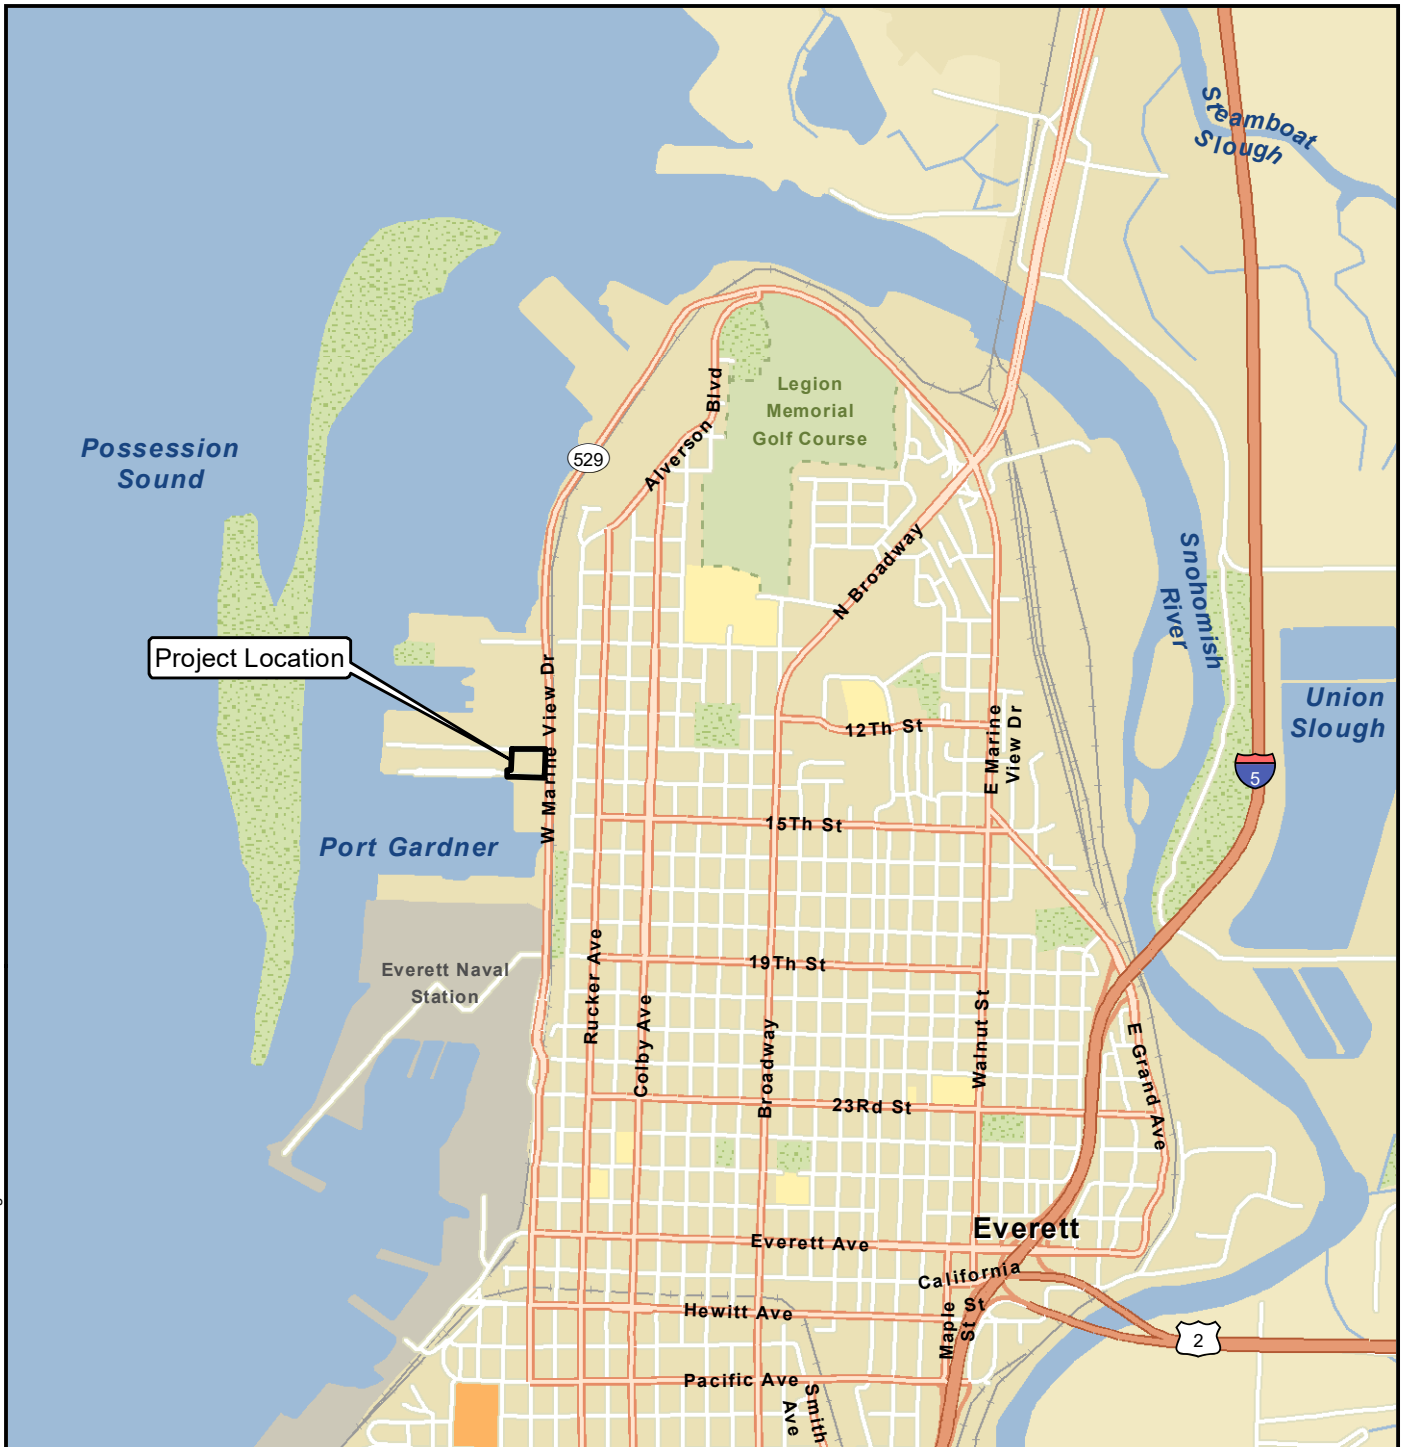 Steamboat
Slough
Legion
Memorial
Golf Course
Alverson Blvd
Possession
Sound
529
N Broadway
Snohomish
River
Project Location
W Marine View Dr
Union
Slough
12Th St
E Marine
View Dr
5
15Th St
Port Gardner
Everett Naval
Station
19Th St
Rucker Ave
Colby Ave
Broadway
Walnut St
E Grand Ave
23Rd St
Everett
Everett Ave
California
St
Hewitt Ave
Maple
St
2
Pacific Ave
Smith
Ave